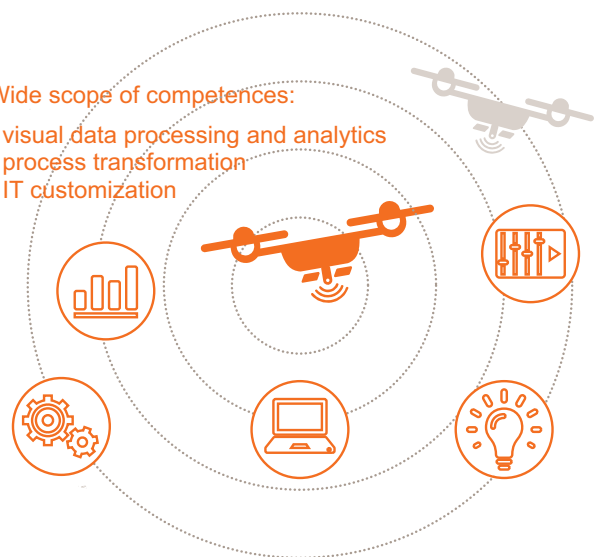 Wide scope of competences:
visual data processing and analytics
process transformation
IT customization